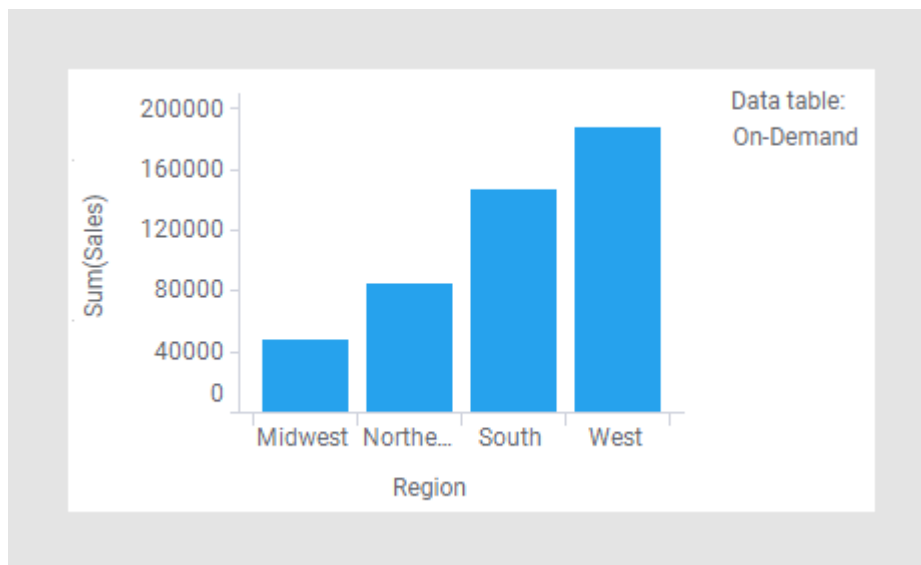 Data table:
On-Demand
Sum(Sales)
200000
160000
120000
80000
40000
0
Midwest
Northe...
South
West
Region